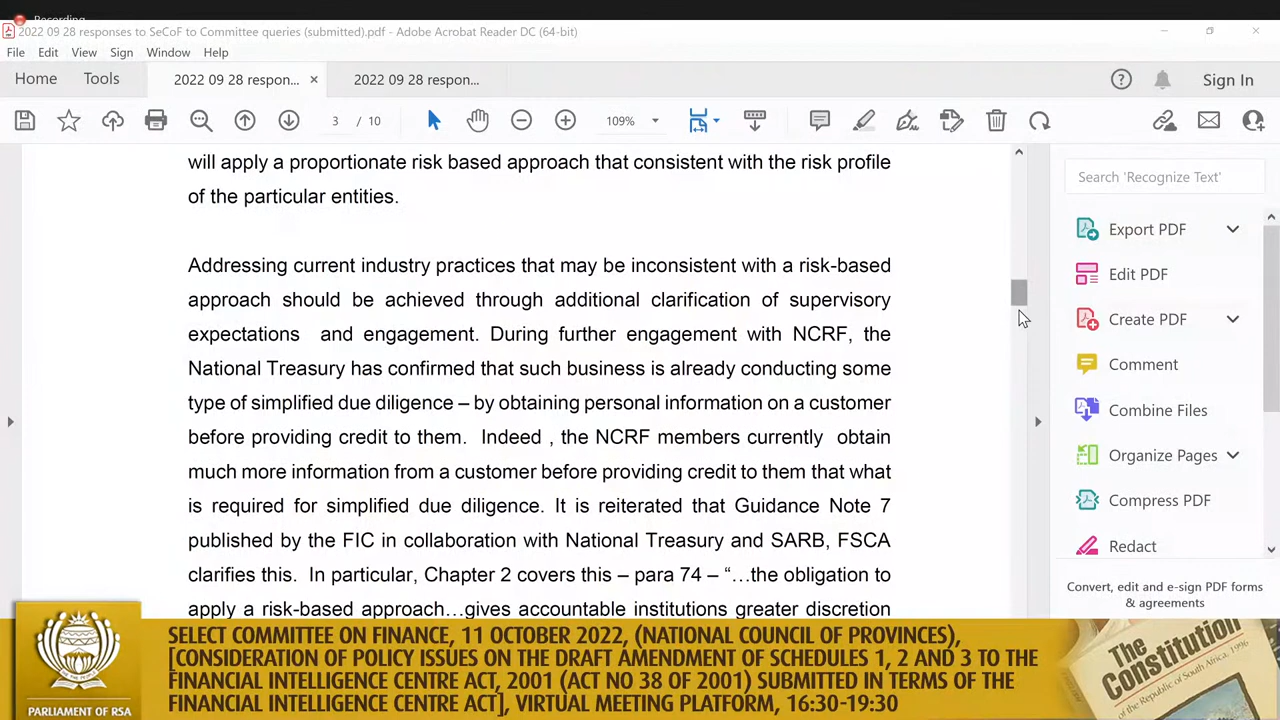 Recording
2022 09 28 responses to SeCoF to Committee queries (submitted).pdf - Adobe Acrobat Reader DC (64-bit)
File Edit View Sign Window Help
Home Tools 2022 09 28 respon... × 2022 09 28 respon... Sign In
3 / 10 109%
will apply a proportionate risk based approach that consistent with the risk profile
of the particular entities.
Addressing current industry practices that may be inconsistent with a risk-based
approach should be achieved through additional clarification of supervisory
expectations and engagement. During further engagement with NCRF, the
National Treasury has confirmed that such business is already conducting some
type of simplified due diligence – by obtaining personal information on a customer
before providing credit to them. Indeed , the NCRF members currently obtain
much more information from a customer before providing credit to them that what
is required for simplified due diligence. It is reiterated that Guidance Note 7
published by the FIC in collaboration with National Treasury and SARB, FSCA
clarifies this. In particular, Chapter 2 covers this – para 74 – “…the obligation to
apply a risk-based approach…gives accountable institutions greater discretion
Search 'Recognize Text'
Export PDF
Edit PDF
Create PDF
Comment
Combine Files
Organize Pages
Compress PDF
Redact
Convert, edit and e-sign PDF forms
& agreements
PARLIAMENT OF RSA
SELECT COMMITTEE ON FINANCE, 11 OCTOBER 2022, (NATIONAL COUNCIL OF PROVINCES),
[CONSIDERATION OF POLICY ISSUES ON THE DRAFT AMENDMENT OF SCHEDULES 1, 2 AND 3 TO THE
FINANCIAL INTELLIGENCE CENTRE ACT, 2001 (ACT NO 38 OF 2001) SUBMITTED IN TERMS OF THE
FINANCIAL INTELLIGENCE CENTRE ACT], VIRTUAL MEETING PLATFORM, 16:30-19:30
The
Constitution
of the Republic of South Africa, 1996